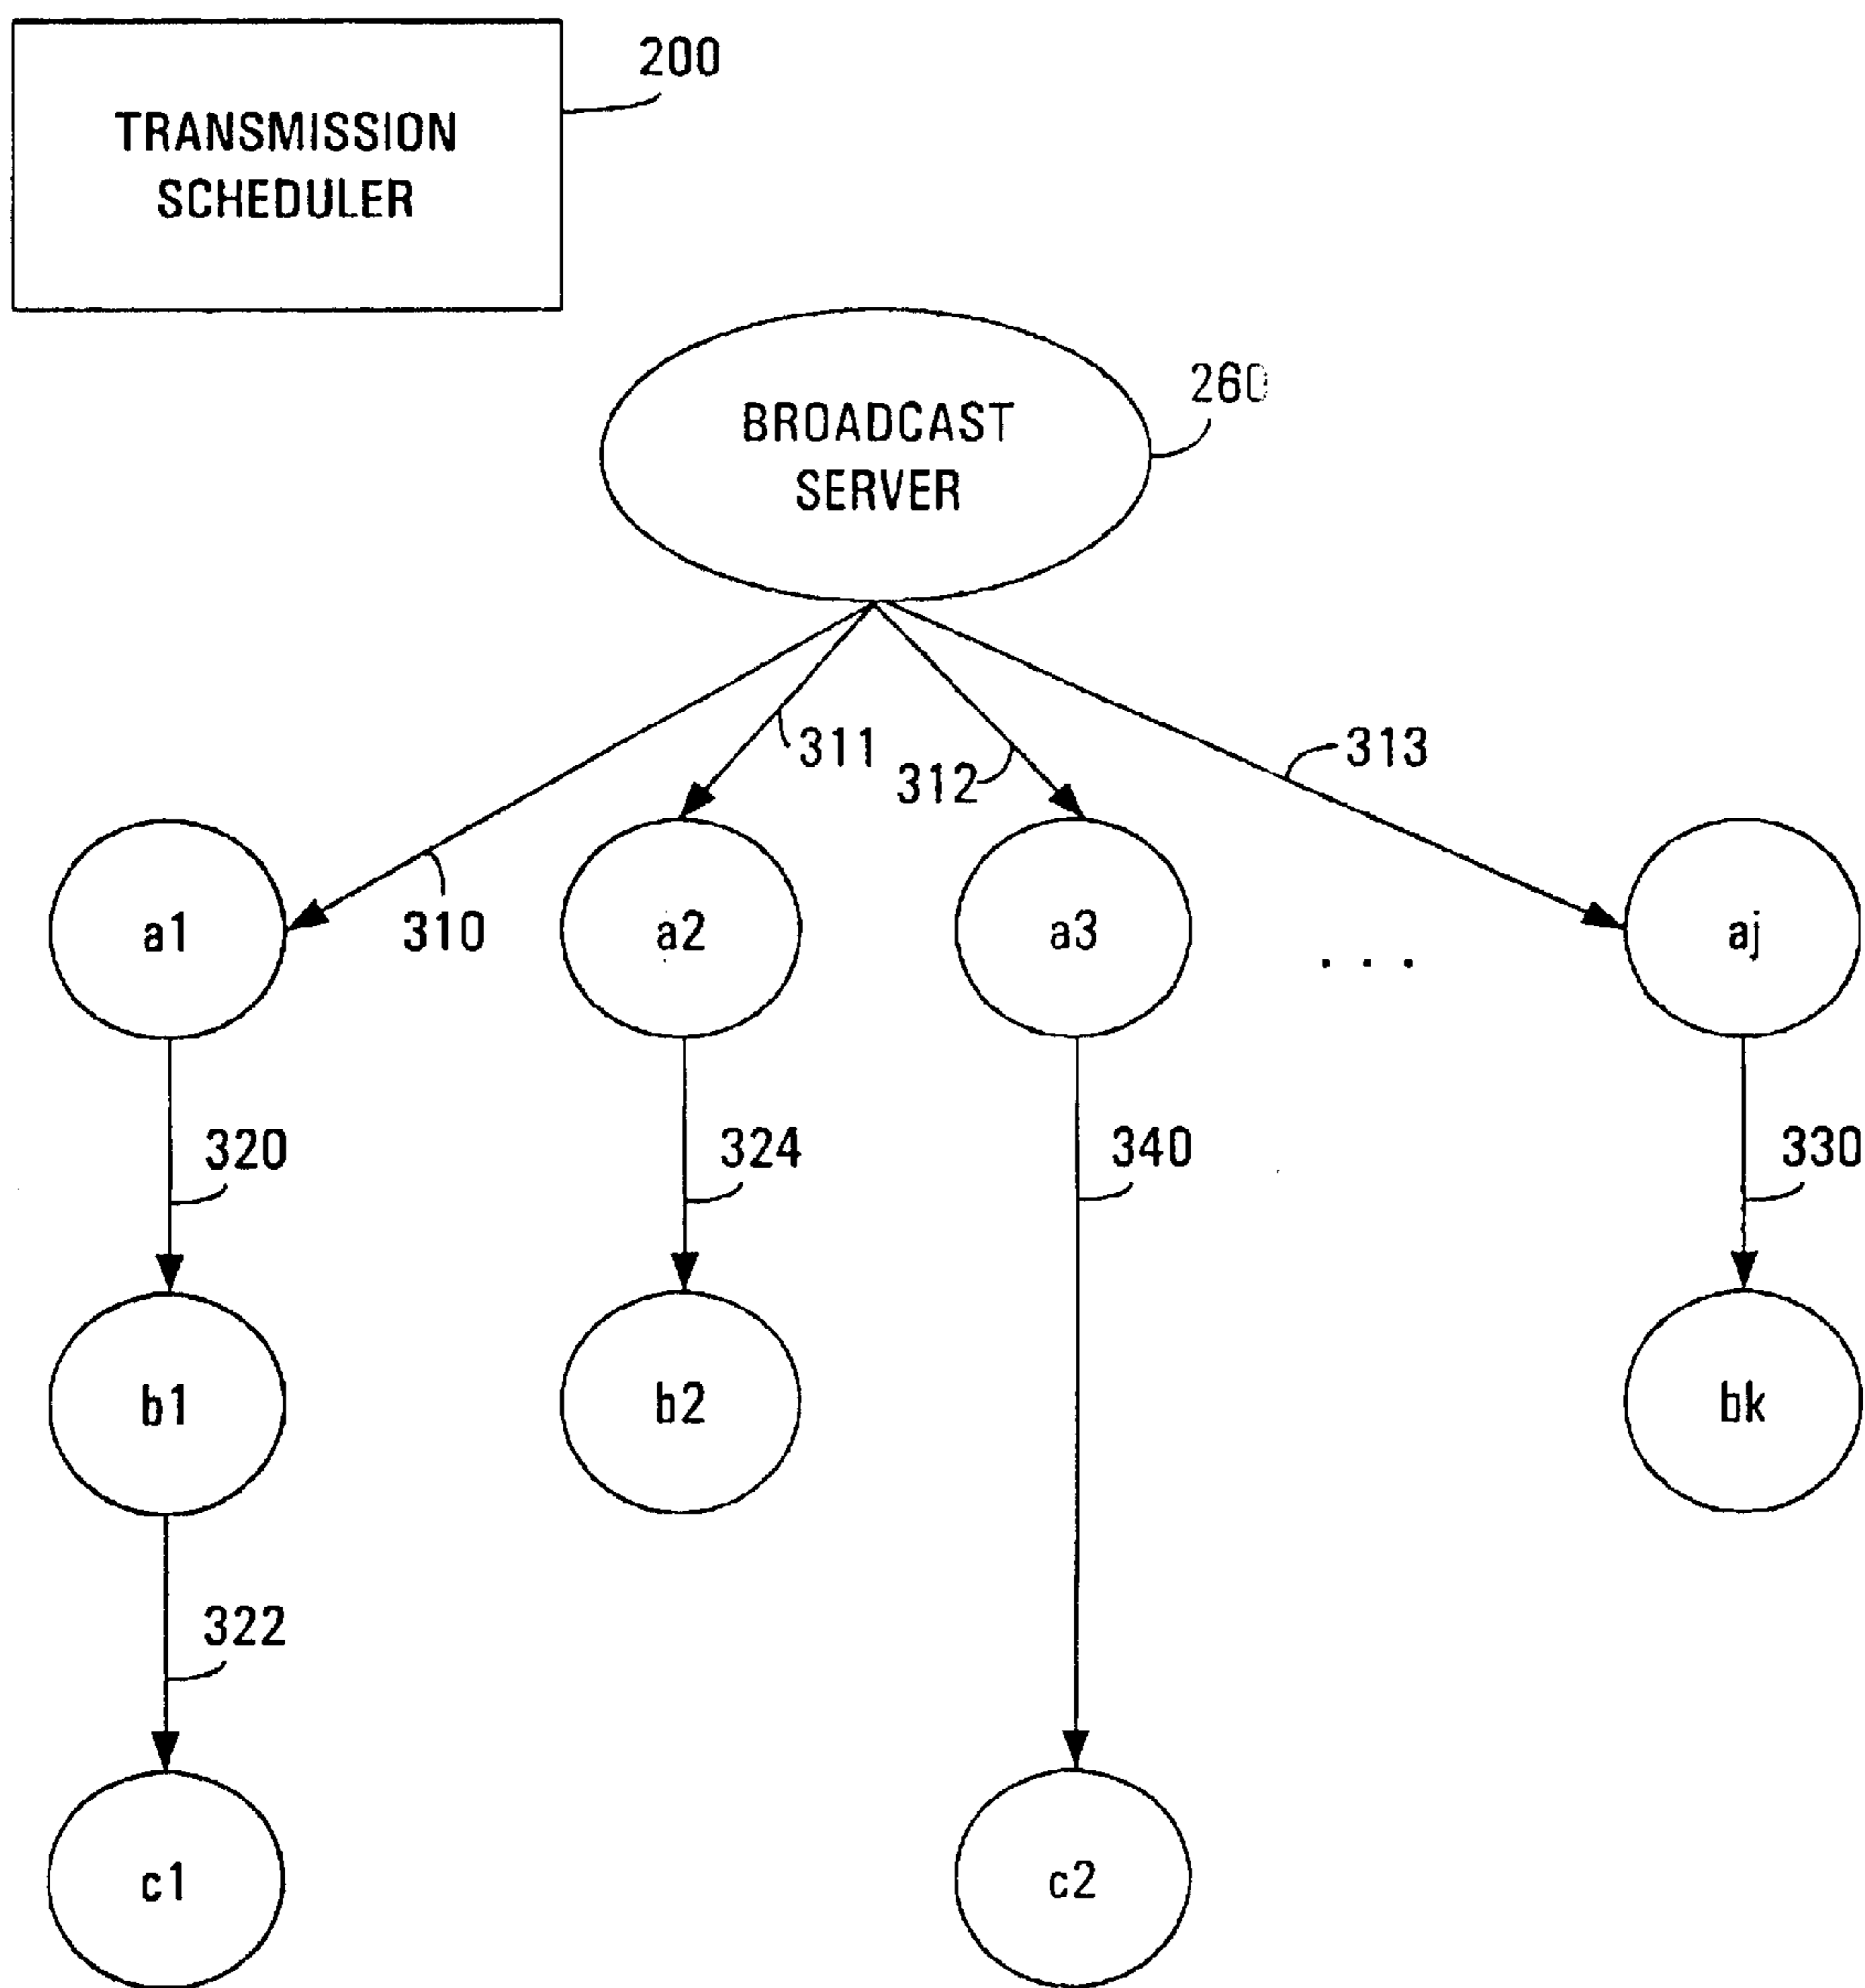 200
TRANSMISSION
SCHEDULER
260
BROADCAST
SERVER
311
312
313
310
a1
a2
a3
. . .
aj
320
324
340
330
b1
b2
bk
322
c1
c2